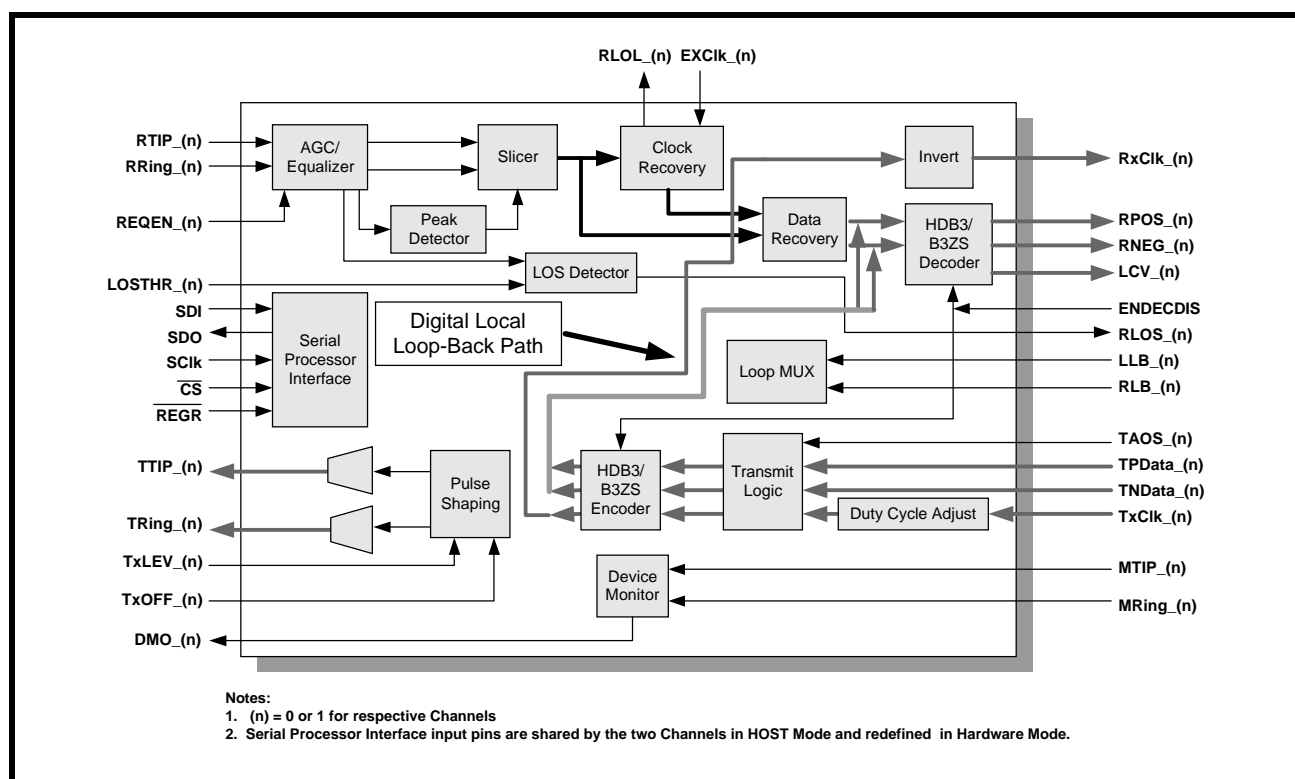 RLOL_(n) EXClk_(n)
RTIP_(n)
RRing_(n)
REQEN_(n)
LOSTHR_(n)
SDI
SDO
SClk
CS
REGR
TTIP_(n)
TRing_(n)
TxLEV_(n)
TxOFF_(n)
DMO_(n)
AGC/
Equalizer
Slicer
Peak
Detector
Clock
Recovery
Invert
Data
Recovery
HDB3/
B3ZS
Decoder
LOS Detector
Serial
Processor
Interface
Digital Local
Loop-Back Path
Loop MUX
Pulse
Shaping
HDB3/
B3ZS
Encoder
Transmit
Logic
Duty Cycle Adjust
Device
Monitor
RxClk_(n)
RPOS_(n)
RNEG_(n)
LCV_(n)
ENDECDIS
RLOS_(n)
LLB_(n)
RLB_(n)
TAOS_(n)
TPData_(n)
TNData_(n)
TxClk_(n)
MTIP_(n)
MRing_(n)
Notes:
1. (n) = 0 or 1 for respective Channels
2. Serial Processor Interface input pins are shared by the two Channels in HOST Mode and redefined in Hardware Mode.